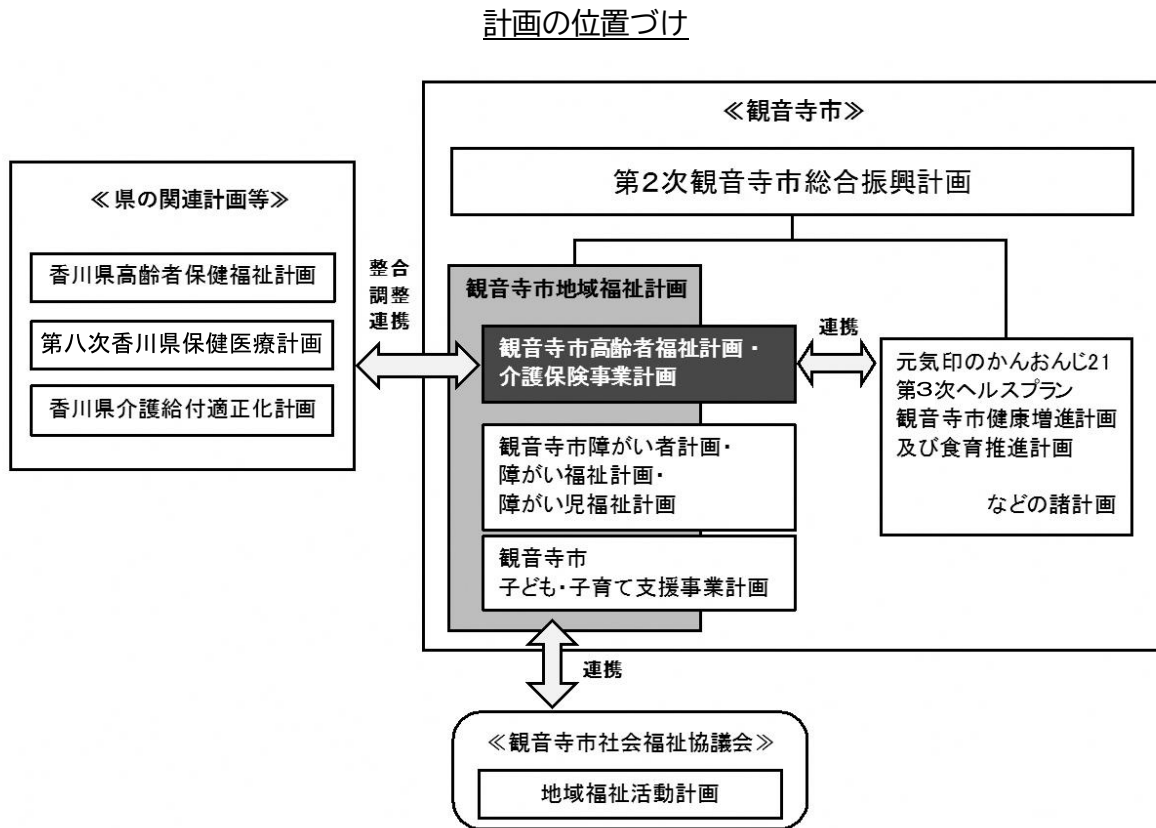 計画の位置づけ
≪観音寺市≫
第2次観音寺市総合振興計画
≪県の関連計画等≫
香川県高齢者保健福祉計画
第八次香川県保健医療計画
香川県介護給付適正化計画
整合
調整
連携
観音寺市地域福祉計画
観音寺市高齢者福祉計画・
介護保険事業計画
連携
元気印のかんおんじ21
第3次ヘルスプラン
観音寺市健康増進計画
及び食育推進計画
などの諸計画
観音寺市障がい者計画・
障がい福祉計画・
障がい児福祉計画
観音寺市
子ども・子育て支援事業計画
連携
≪観音寺市社会福祉協議会≫
地域福祉活動計画